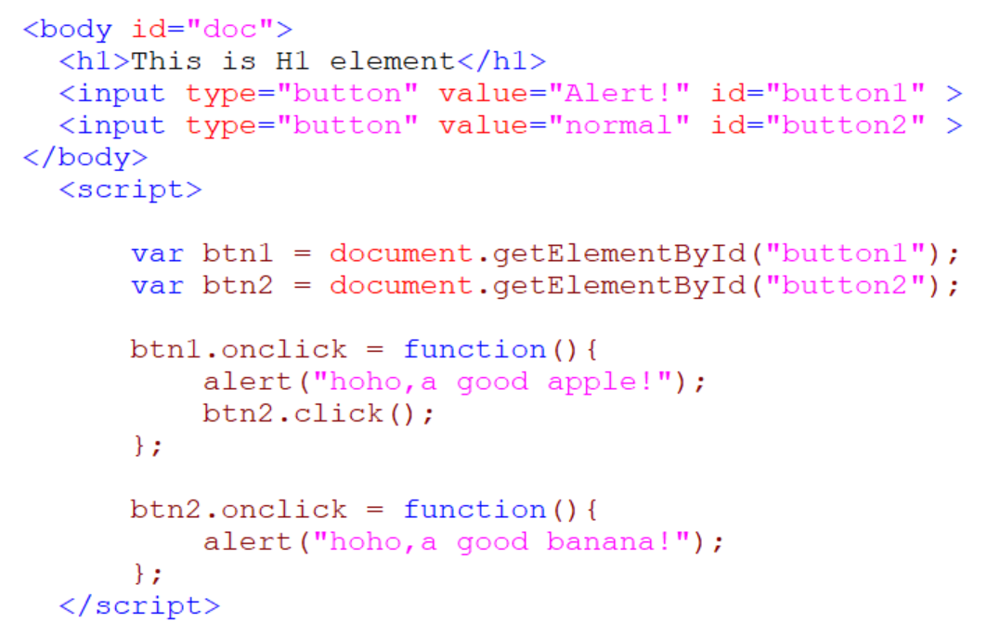 <body id="doc">
  <h1>This is H1 element</h1>
  <input type="button" value="Alert!" id="button1" >
  <input type="button" value="normal" id="button2" >
</body>
  <script>

      var btn1 = document.getElementById("button1");
      var btn2 = document.getElementById("button2");

      btn1.onclick = function(){
          alert("hoho,a good apple!");
          btn2.click();
      };

      btn2.onclick = function(){
          alert("hoho,a good banana!");
      };
  </script>